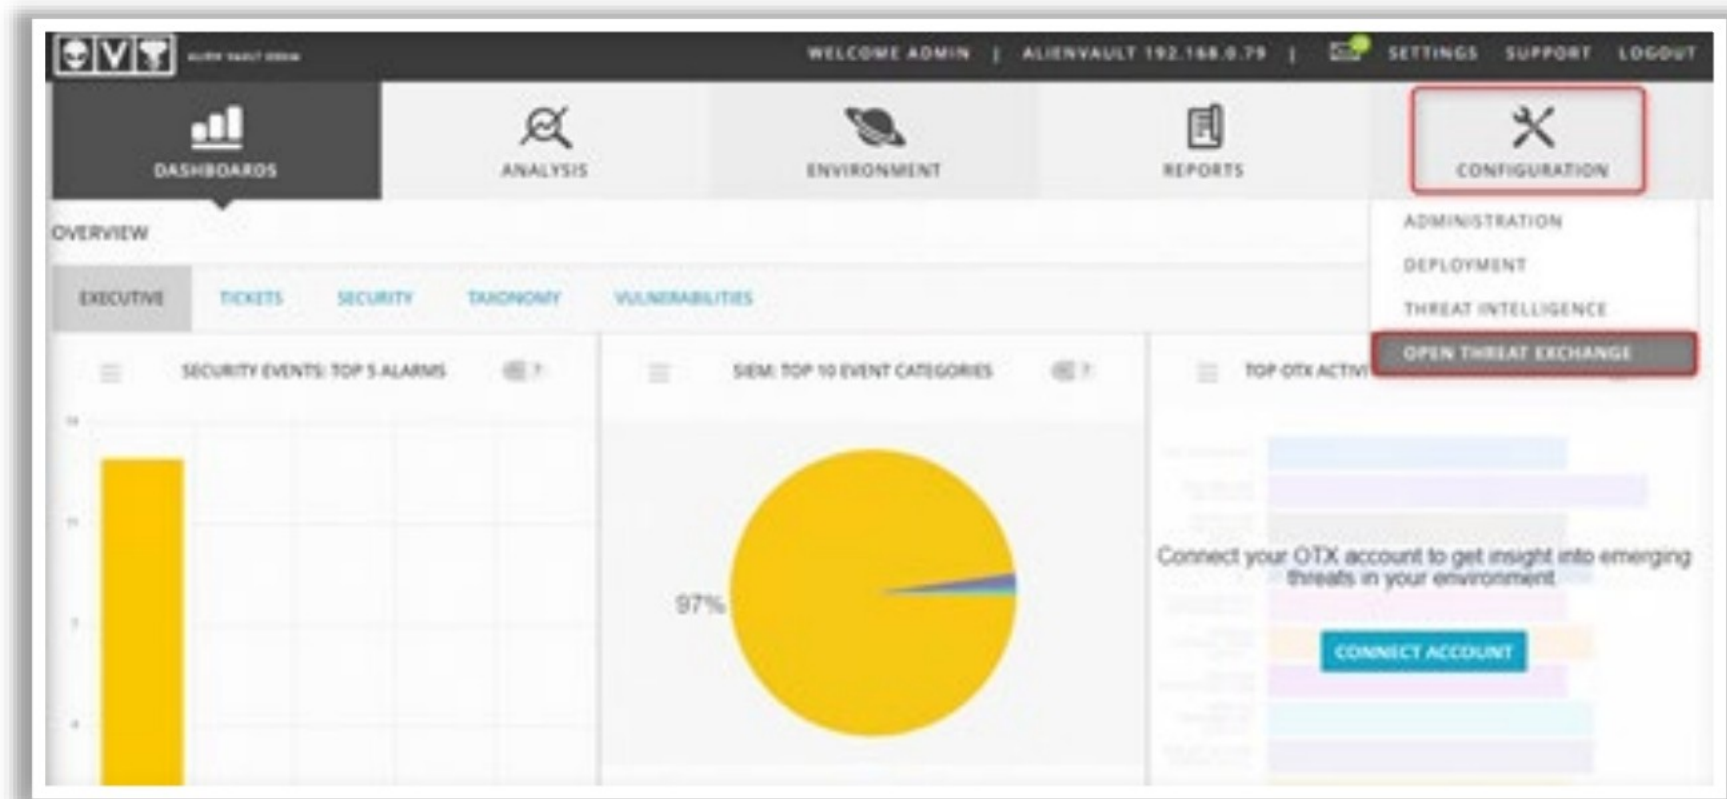 ALIEN VAULT OSSIM
WELCOME ADMIN | ALIENVAULT 192.168.0.79 | SETTINGS SUPPORT LOGOUT
DASHBOARDS
ANALYSIS
ENVIRONMENT
REPORTS
CONFIGURATION
ADMINISTRATION
DEPLOYMENT
THREAT INTELLIGENCE
OPEN THREAT EXCHANGE
OVERVIEW
EXECUTIVE TICKETS SECURITY TAXONOMY VULNERABILITIES
SECURITY EVENTS: TOP 5 ALARMS ?
SIEM: TOP 10 EVENT CATEGORIES ?
TOP OTX ACTIVI
97%
Connect your OTX account to get insight into emerging
threats in your environment
CONNECT ACCOUNT